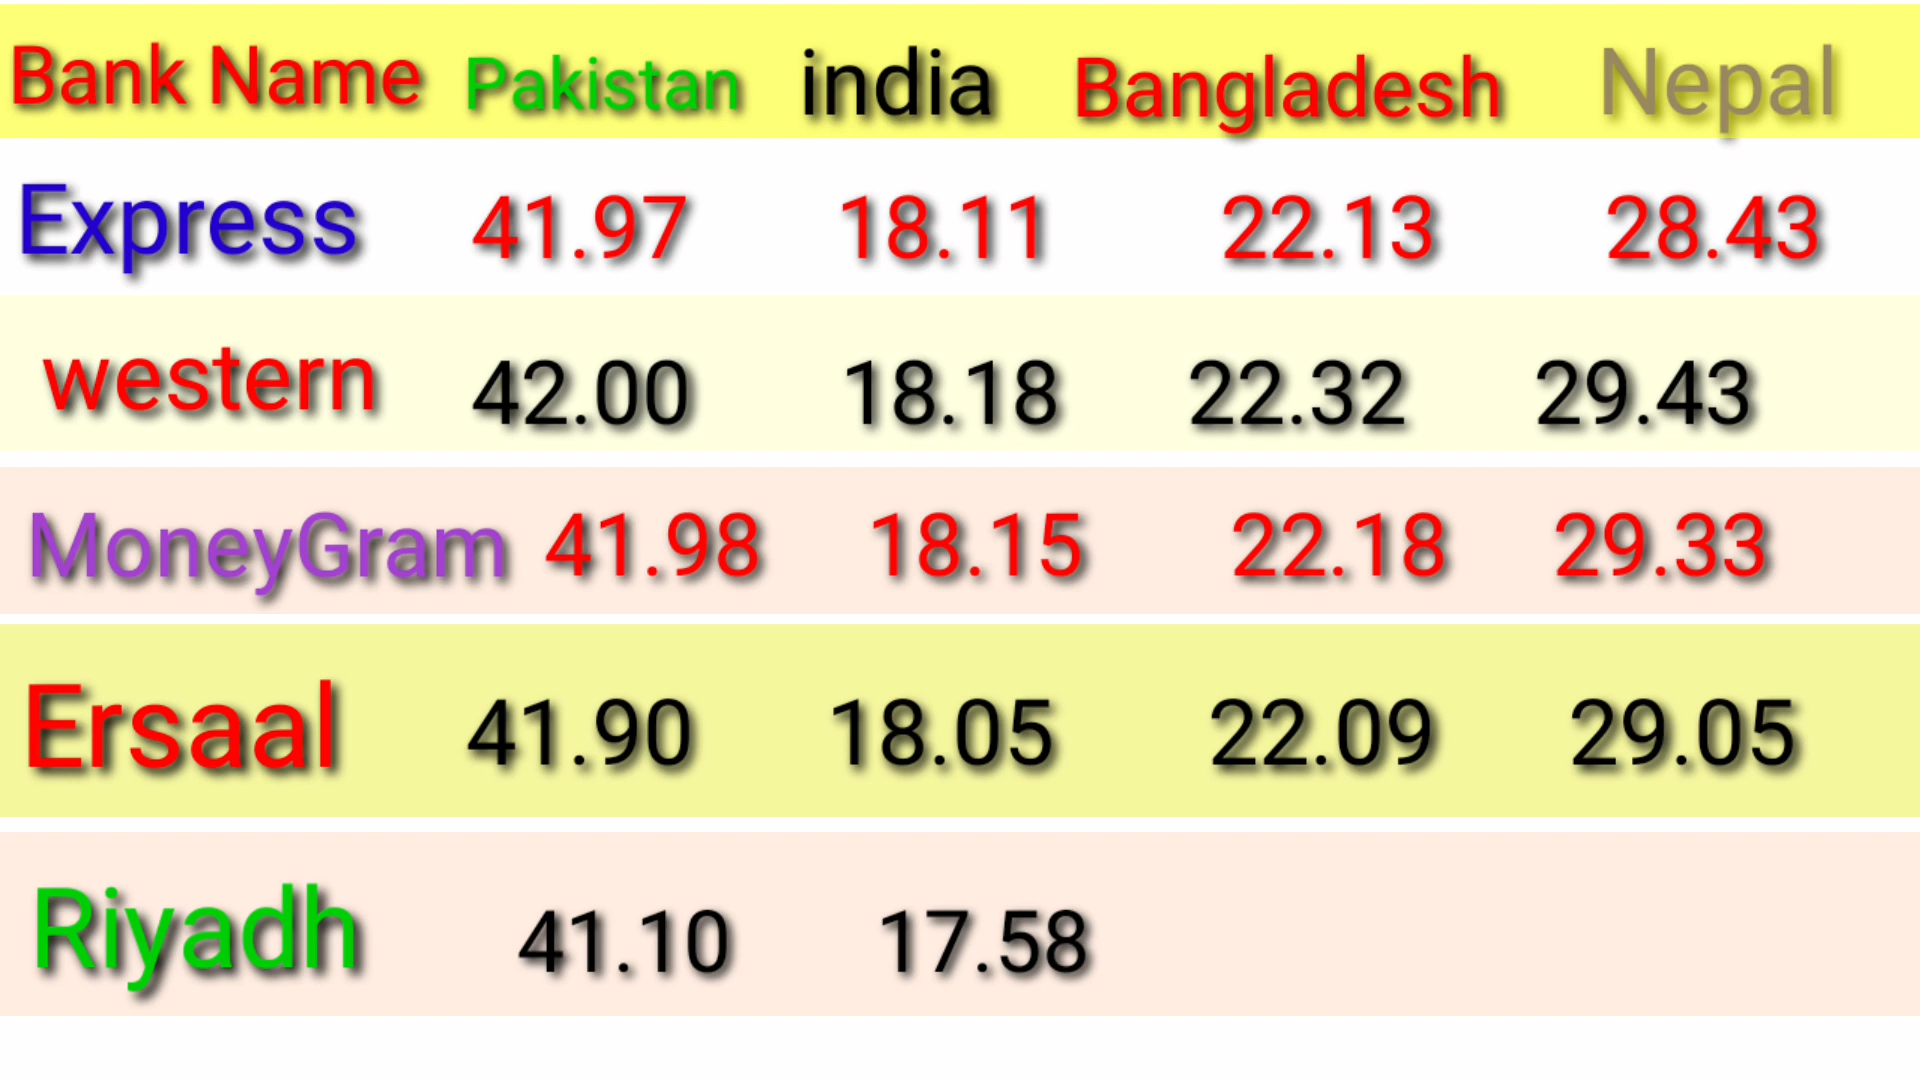 Bank Name Pakistan india Bangladesh Nepal
Express 41.97 18.11 22.13 28.43
western 42.00 18.18 22.32 29.43
MoneyGram 41.98 18.15 22.18 29.33
Ersaal 41.90 18.05 22.09 29.05
Riyadh 41.10 17.58